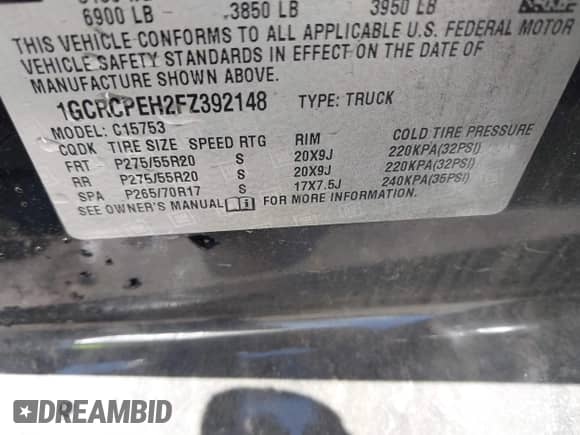 6900 LB 3850 LB 3950 LB
THIS VEHICLE CONFORMS TO ALL APPLICABLE U.S. FEDERAL MOTOR
VEHICLE SAFETY STANDARDS IN EFFECT ON THE DATE OF
MANUFACTURE SHOWN ABOVE.
1GCRCPEH2FZ392148 TYPE: TRUCK
MODEL: C15753
CQDK TIRE SIZE SPEED RTG RIM COLD TIRE PRESSURE
FRT P275/55R20 S 20X9J 220KPA(32PSI)
RR P275/55R20 S 20X9J 220KPA(32PSI)
SPA P265/70R17 S 17X7.5J 240KPA(35PSI)
SEE OWNER'S MANUAL FOR MORE INFORMATION.
DREAMBID